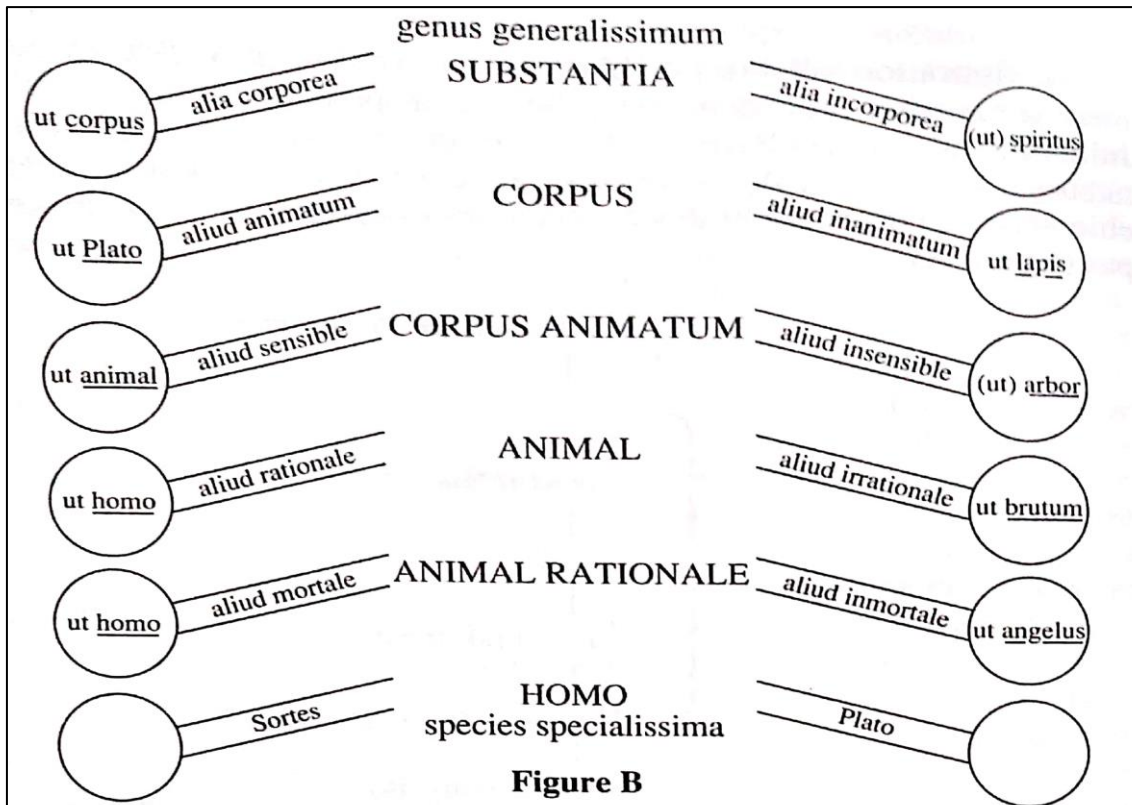 genus generalissimum
SUBSTANTIA
alia corporea
alia incorporea
ut corpus
(ut) spiritus
CORPUS
aliud animatum
aliud inanimatum
ut Plato
ut lapis
CORPUS ANIMATUM
aliud sensible
aliud insensible
ut animal
(ut) arbor
ANIMAL
aliud rationale
aliud irrationale
ut homo
ut brutum
ANIMAL RATIONALE
aliud mortale
aliud inmortale
ut homo
ut angelus
HOMO
species specialissima
Sortes
Plato
Figure B